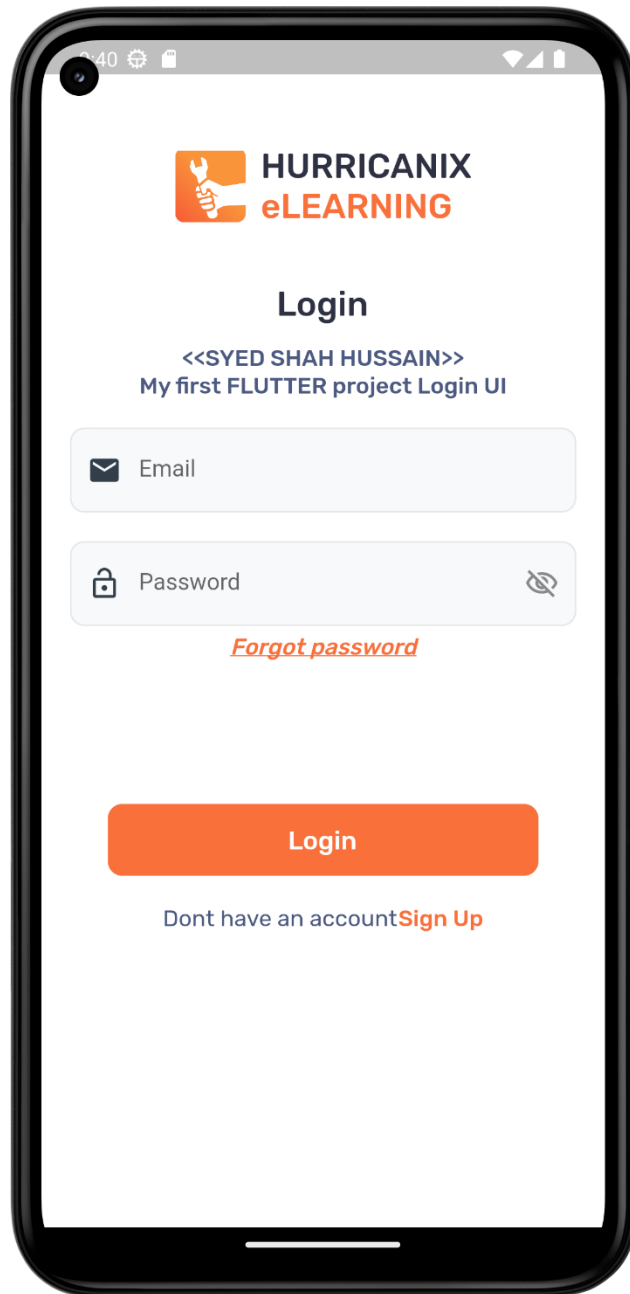 :40
HURRICANIX
eLEARNING
Login
<<SYED SHAH HUSSAIN>>
My first FLUTTER project Login UI
Email
Password
Forgot password
Login
Dont have an accountSign Up